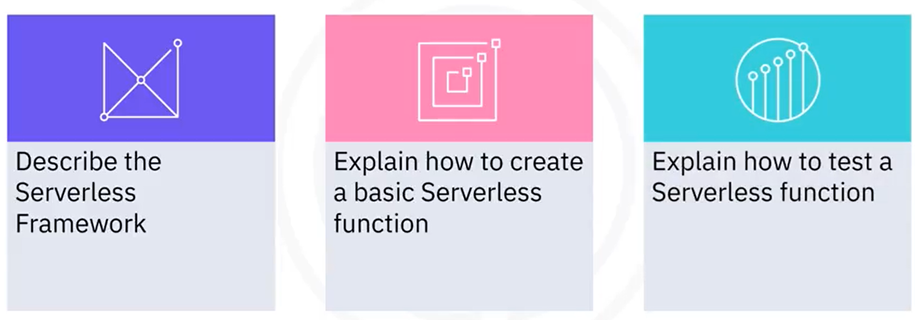 Describe the
Serverless
Framework
Explain how to create
a basic Serverless
function
Explain how to test a
Serverless function